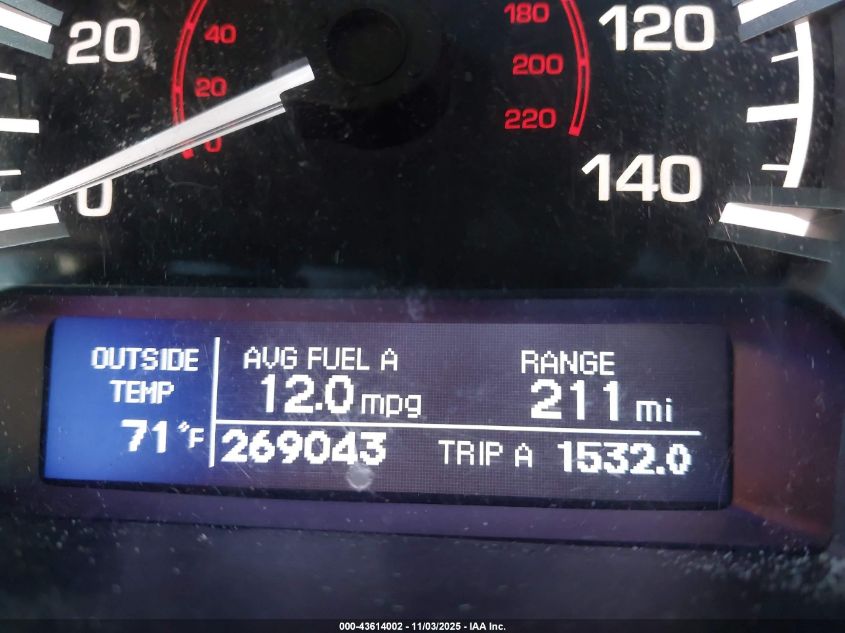 20
0
40
20
0
180
200
220
120
140
OUTSIDE
TEMP
71°F
AVG FUEL A
12.0 mpg
RANGE
211 mi
269043 TRIP A 1532.0
000-43614002 - 11/03/2025 - IAA Inc.